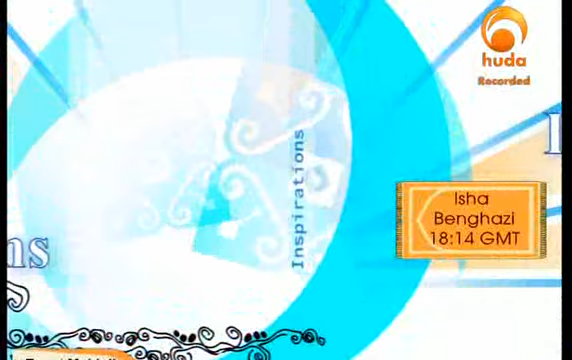 huda
Recorded
Inspirations
Isha
Benghazi
18:14 GMT
ns